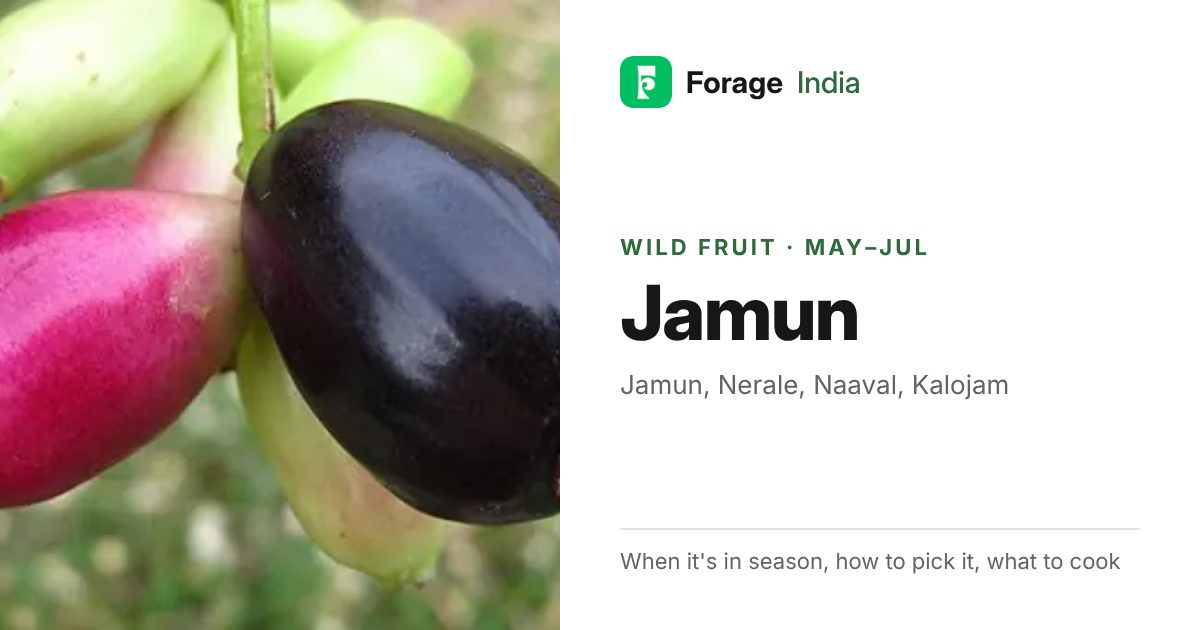 Forage India
WILD FRUIT · MAY–JUL
Jamun
Jamun, Nerale, Naaval, Kalojam
When it's in season, how to pick it, what to cook